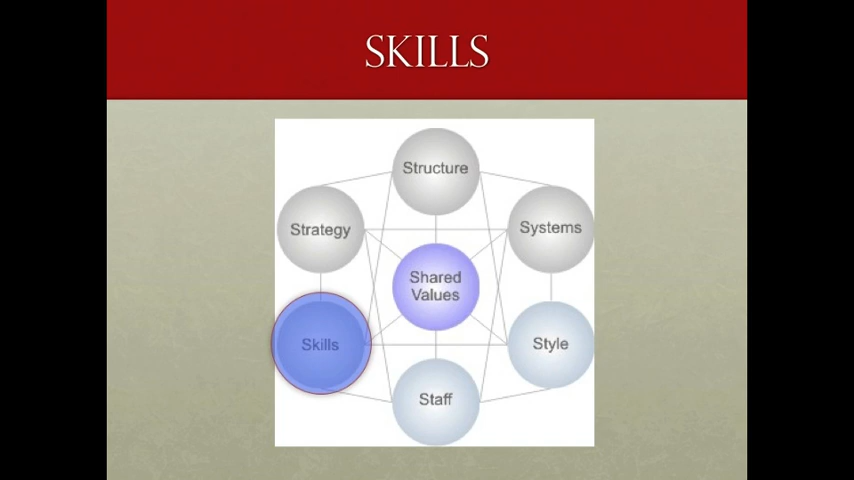 SKILLS
Structure
Strategy
Systems
Shared
Values
Skills
Style
Staff